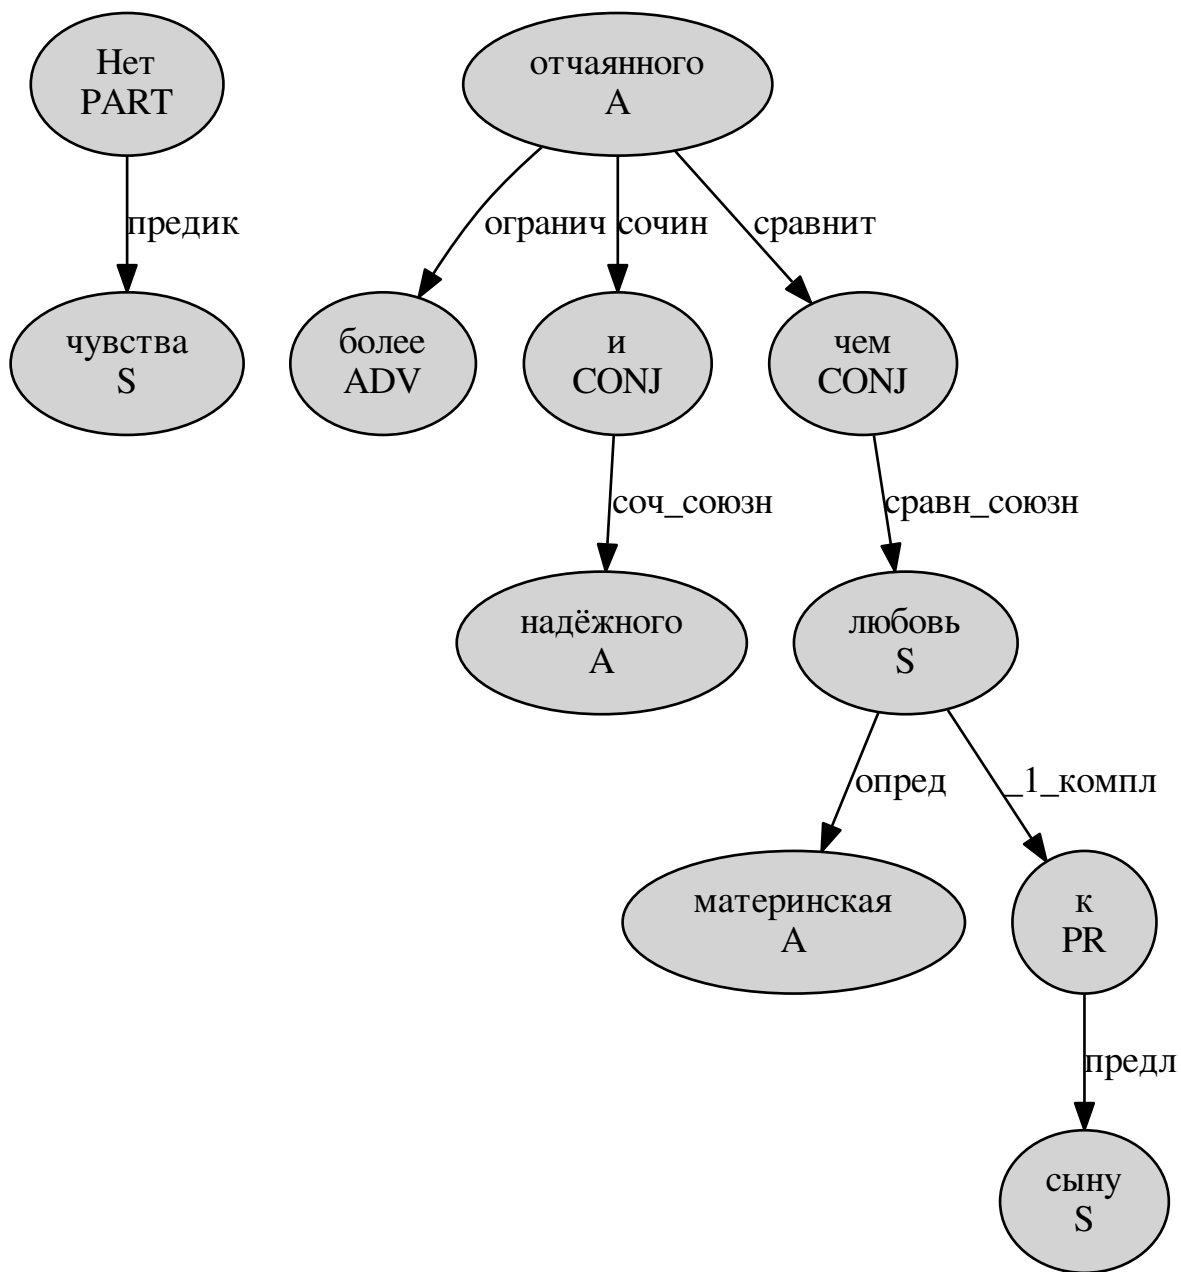 Нет
PART
отчаянного
A
предик
огранич
сочин
сравнит
чувства
S
более
ADV
и
CONJ
чем
CONJ
соч_союзн
сравн_союзн
надёжного
A
любовь
S
опред
_1_компл
материнская
A
к
PR
предл
сыну
S